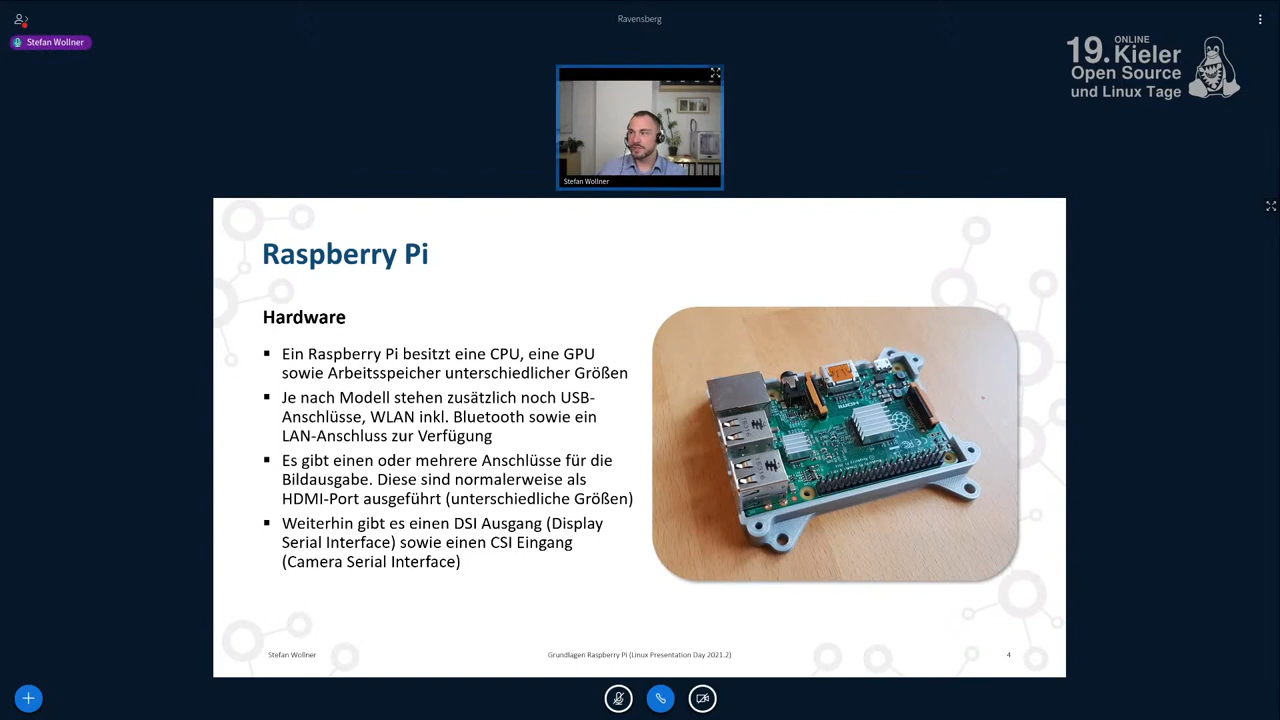 Ravensberg
Stefan Wollner
ONLINE
19. Kieler
Open Source
und Linux Tage
Stefan Wollner
Raspberry Pi
Hardware
▪ Ein Raspberry Pi besitzt eine CPU, eine GPU
sowie Arbeitsspeicher unterschiedlicher Größen
▪ Je nach Modell stehen zusätzlich noch USB-
Anschlüsse, WLAN inkl. Bluetooth sowie ein
LAN-Anschluss zur Verfügung
▪ Es gibt einen oder mehrere Anschlüsse für die
Bildausgabe. Diese sind normalerweise als
HDMI-Port ausgeführt (unterschiedliche Größen)
▪ Weiterhin gibt es einen DSI Ausgang (Display
Serial Interface) sowie einen CSI Eingang
(Camera Serial Interface)
HDMI
Stefan Wollner
Grundlagen Raspberry Pi (Linux Presentation Day 2021.2)
4